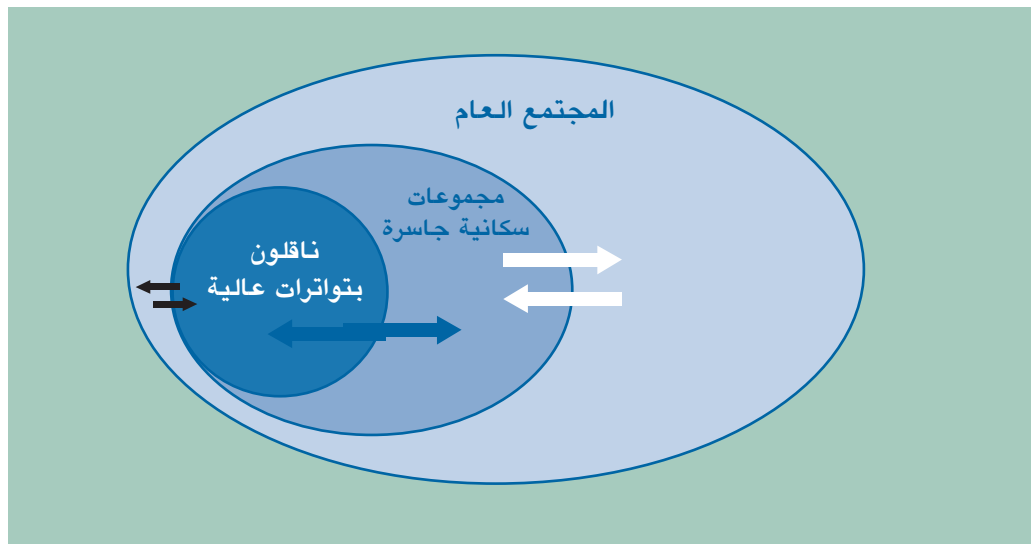 المجتمع العام
مجموعات
سكانية جاسرة
ناقلون
بتواترات عالية